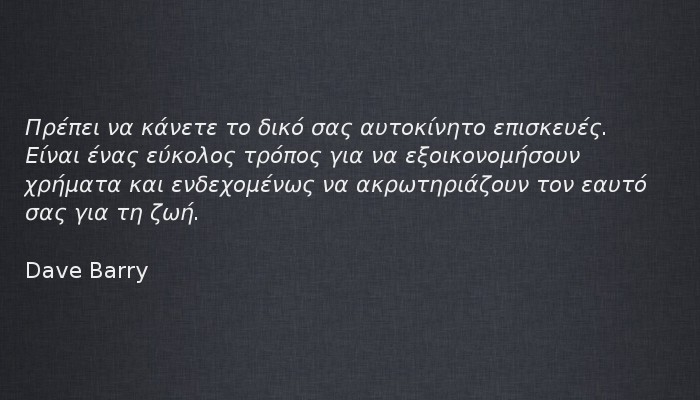 Πρέπει να κάνετε το δικό σας αυτοκίνητο επισκευές.
Είναι ένας εύκολος τρόπος για να εξοικονομήσουν
χρήματα και ενδεχομένως να ακρωτηριάζουν τον εαυτό
σας για τη ζωή.
Dave Barry